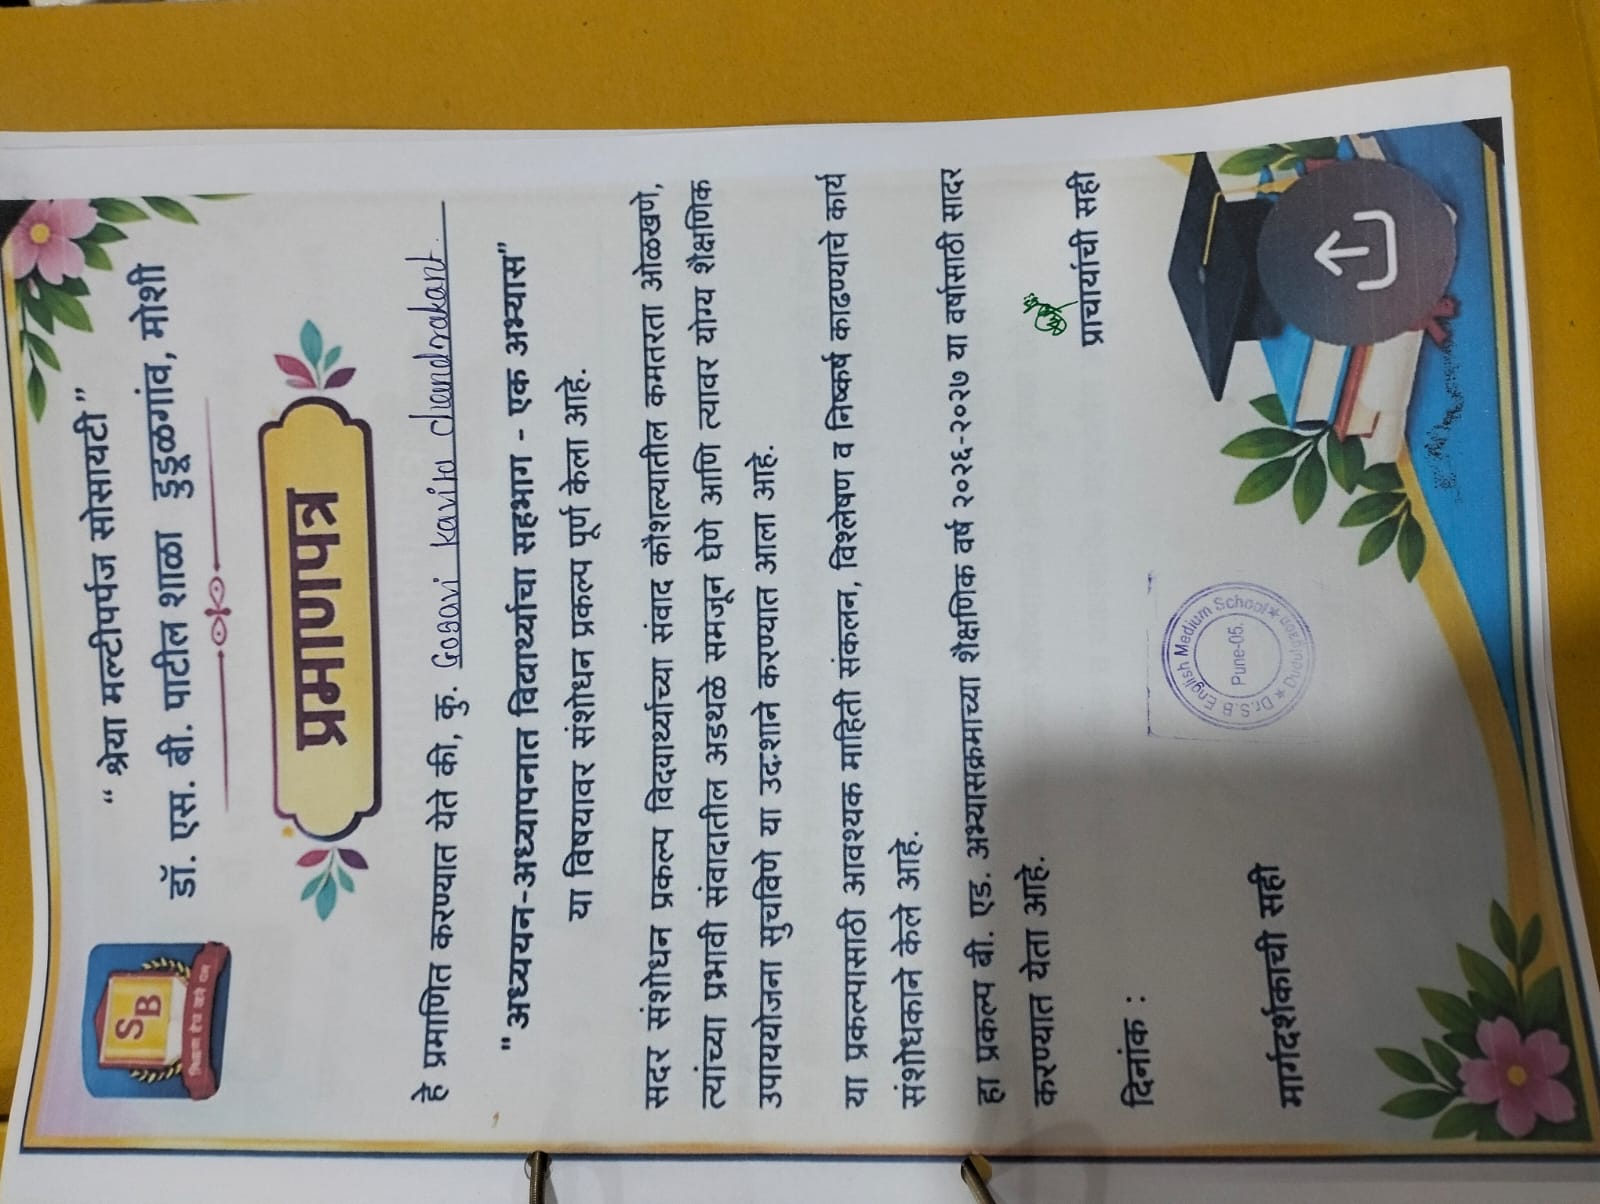 " श्रेया मल्टीपर्पज सोसायटी"
डॉ. एस. बी. पाटील शाळा डुडूळगांव, मोशी
SB
प्रमाणपत्र
हे प्रमाणित करण्यात येते की, कु. Gosavi Kavita Chandrakant.
" अध्ययन-अध्यापनात विद्यार्थ्यांचा सहभाग - एक अभ्यास"
या विषयावर संशोधन प्रकल्प पूर्ण केला आहे.
सदर संशोधन प्रकल्प विदयार्थ्यांच्या संवाद कौशल्यातील कमतरता ओळखणे,
त्यांच्या प्रभावी संवादातील अडथळे समजून घेणे आणि त्यावर योग्य शैक्षणिक
उपाययोजना सुचविणे या उद्देशाने करण्यात आला आहे.
या प्रकल्पासाठी आवश्यक माहिती संकलन, विश्लेषण व निष्कर्ष काढण्याचे कार्य
संशोधकाने केले आहे.
हा प्रकल्प बी. एड. अभ्यासक्रमाच्या शैक्षणिक वर्ष २०२६-२०२७ या वर्षासाठी सादर
करण्यात येता आहे.
दिनांक :
प्राचार्याची सही
मार्गदर्शकाची सही
Dr.S.B.English Medium School
Dudulgaon
Pune-05.